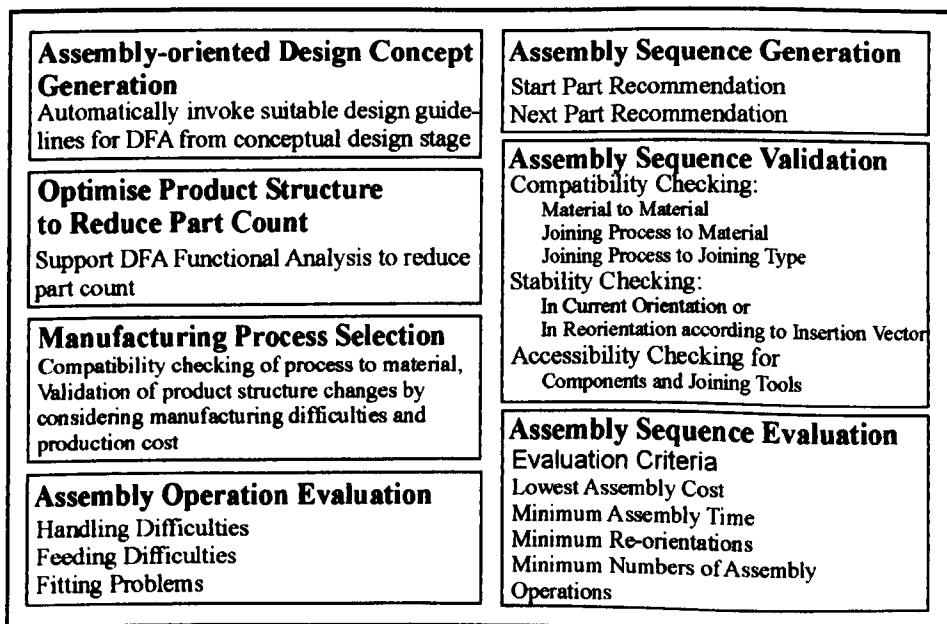 Assembly-oriented Design Concept
Generation
Automatically invoke suitable design guide-
lines for DFA from conceptual design stage
Optimise Product Structure
to Reduce Part Count
Support DFA Functional Analysis to reduce
part count
Manufacturing Process Selection
Compatibility checking of process to material,
Validation of product structure changes by
considering manufacturing difficulties and
production cost
Assembly Operation Evaluation
Handling Difficulties
Feeding Difficulties
Fitting Problems
Assembly Sequence Generation
Start Part Recommendation
Next Part Recommendation
Assembly Sequence Validation
Compatibility Checking:
Material to Material
Joining Process to Material
Joining Process to Joining Type
Stability Checking:
In Current Orientation or
In Reorientation according to Insertion Vector
Accessibility Checking for
Components and Joining Tools
Assembly Sequence Evaluation
Evaluation Criteria
Lowest Assembly Cost
Minimum Assembly Time
Minimum Re-orientations
Minimum Numbers of Assembly
Operations